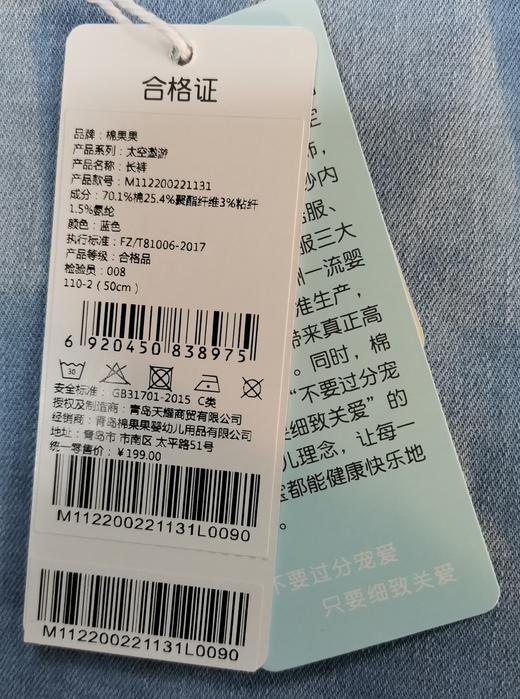 合格证
品牌：棉果果
产品系列：太空遨游
产品名称：长裤
产品款号：M112200221131
成分：70.1%棉25.4%聚酯纤维3%粘纤
1.5%氨纶
颜色：蓝色
执行标准：FZ/T81006-2017
产品等级：合格品
检验员：008
110-2（50cm）
6 920450 838975
30
安全标准：GB31701-2015 C类
授权及制造商：青岛天耀商贸有限公司
经销商：青岛棉果果婴幼儿用品有限公司
地址：青岛市 市南区 太平路51号
统一零售价：￥199.00
M112200221131L0090
M112200221131L0090
定
饰，
少内
服、
服三大
州一流婴
准生产，
带来真正高
。同时，棉
“不要过分宠
细致关爱”的
儿理念，让每一
宝都能健康快乐地
。
不要过分宠爱
只要细致关爱